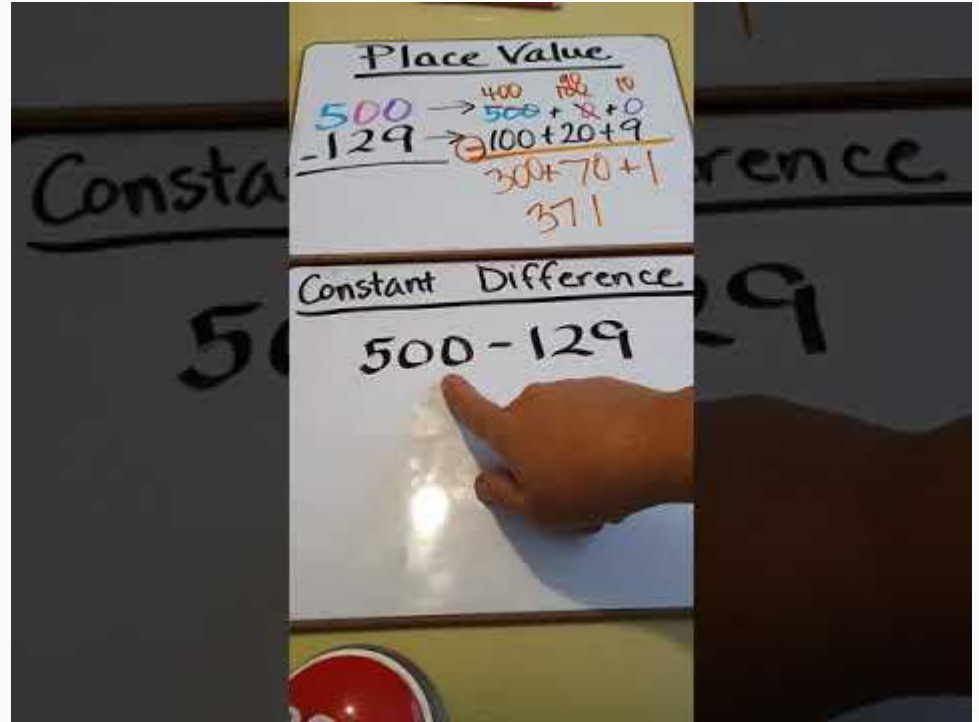 Place Value
400 90 10
100
500 → 500 + 0 + 0
- 129 → - 100 + 20 + 9
300 + 70 + 1
371
Constant Difference
500 - 129